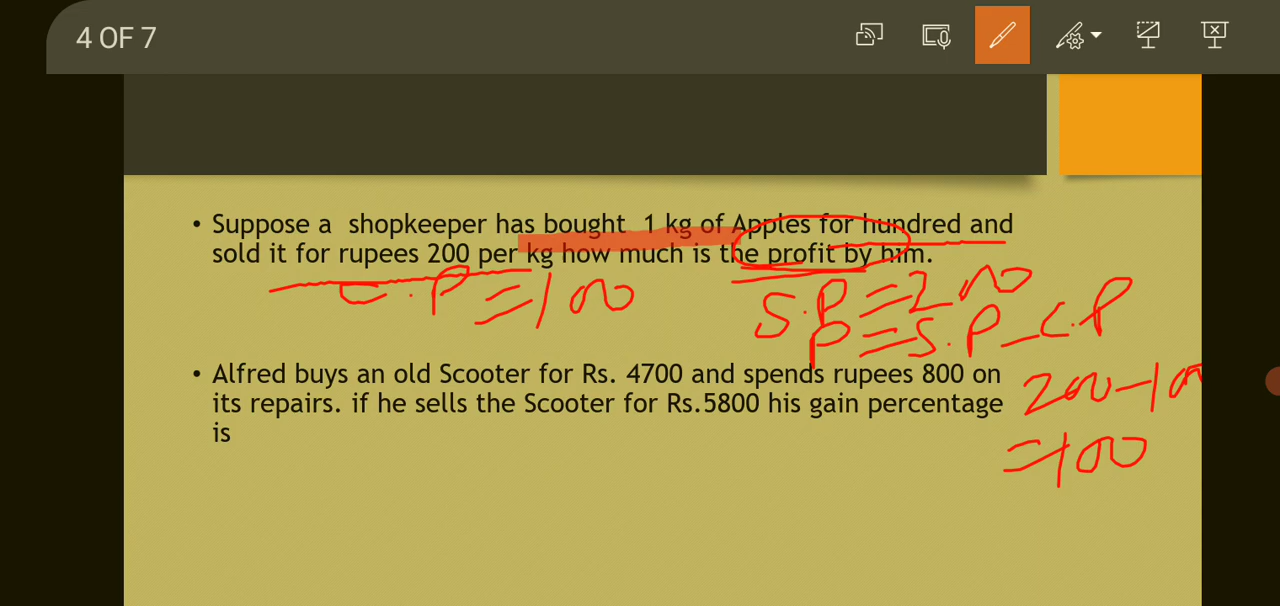 4 OF 7
• Suppose a shopkeeper has bought 1 kg of Apples for hundred and
sold it for rupees 200 per kg how much is the profit by him.
C.P = 100
S.P = 200
P = S.P - C.P
• Alfred buys an old Scooter for Rs. 4700 and spends rupees 800 on
its repairs. if he sells the Scooter for Rs.5800 his gain percentage
is
200-100
=100